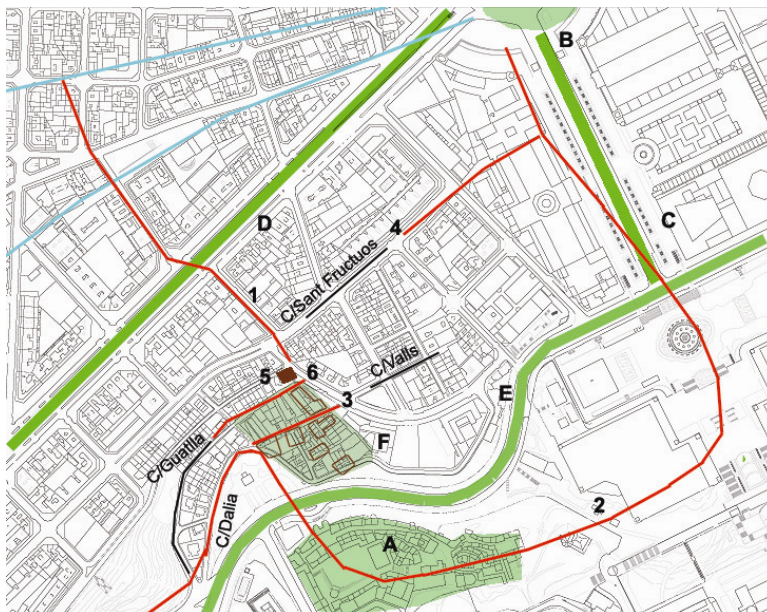 B
C
D
4
C/Sant Fructuos
1
C/Valls
5
6
3
E
F
C/Guatlla
C/Dalia
2
A